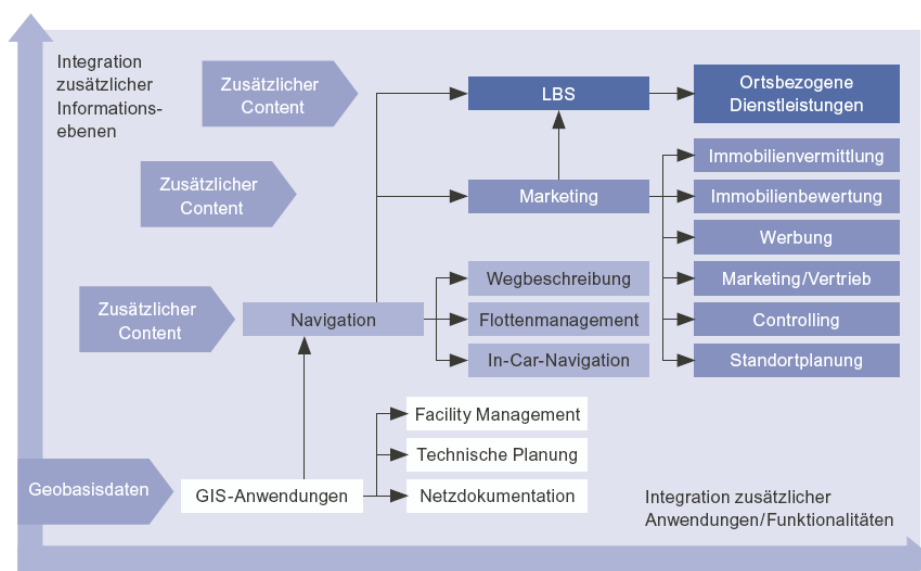 Integration
zusätzlicher
Informations-
ebenen
Zusätzlicher
Content
LBS
Ortsbezogene
Dienstleistungen
Zusätzlicher
Content
Marketing
Immobilienvermittlung
Immobilienbewertung
Werbung
Marketing/Vertrieb
Controlling
Standortplanung
Zusätzlicher
Content
Navigation
Wegbeschreibung
Flottenmanagement
In-Car-Navigation
Geobasisdaten
GIS-Anwendungen
Facility Management
Technische Planung
Netzdokumentation
Integration zusätzlicher
Anwendungen/Funktionalitäten